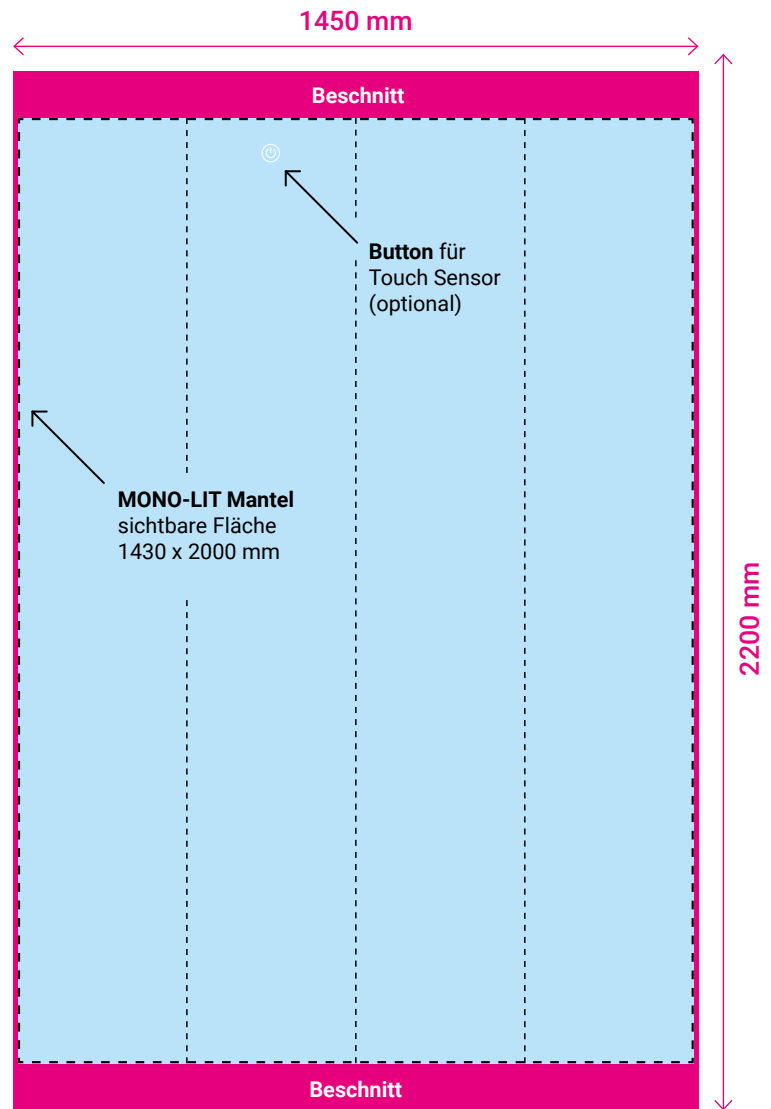 1450 mm
Beschnitt
Button für
Touch Sensor
(optional)
MONO-LIT Mantel
sichtbare Fläche
1430 x 2000 mm
2200 mm
Beschnitt